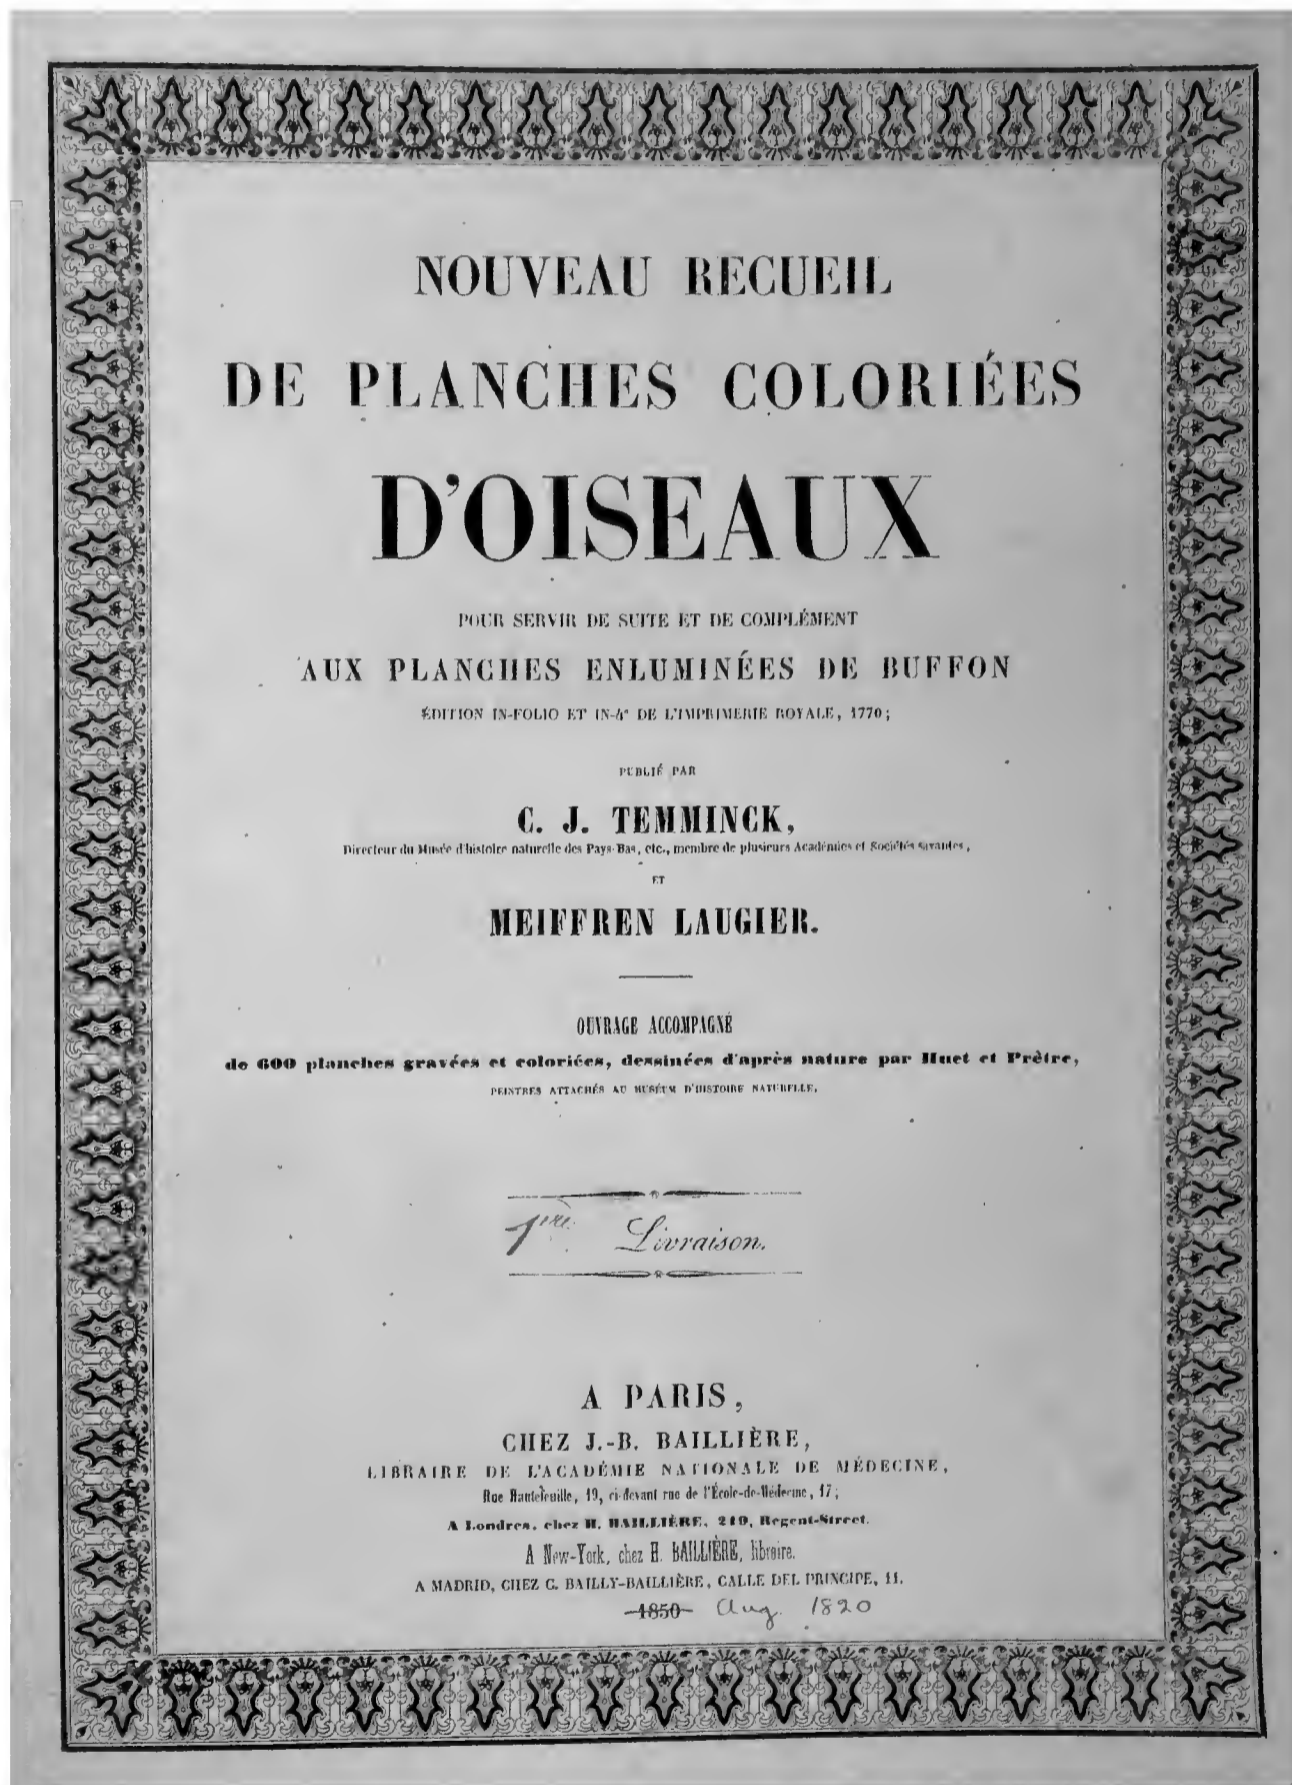 NOUVEAU RECUEIL
DE PLANCHES COLORIÉES
D'OISEAUX
POUR SERVIR DE SUITE ET DE COMPLÉMENT
AUX PLANCHES ENLUMINÉES DE BUFFON
ÉDITION IN-FOLIO ET IN-4° DE L'IMPRIMERIE ROYALE, 1770;
PUBLIÉ PAR
C. J. TEMMINCK,
Directeur du Musée d'histoire naturelle des Pays-Bas, etc., membre de plusieurs Académies et Sociétés savantes,
ET
MEIFFREN LAUGIER.
OUVRAGE ACCOMPAGNÉ
de 600 planches gravées et coloriées, dessinées d'après nature par Huet et Prêtre,
PEINTRES ATTACHÉS AU MUSÉUM D'HISTOIRE NATURELLE.
1ère Livraison.
A PARIS,
CHEZ J.-B. BAILLIÈRE,
LIBRAIRE DE L'ACADÉMIE NATIONALE DE MÉDECINE,
Rue Hautefeuille, 19, ci-devant rue de l'École-de-Médecine, 17;
A Londres, chez H. BAILLIÈRE, 219, Regent-Street.
A New-York, chez H. BAILLIÈRE, libraire.
A MADRID, CHEZ C. BAILLY-BAILLIÈRE, CALLE DEL PRINCIPE, 11.
1850 Aug. 1820